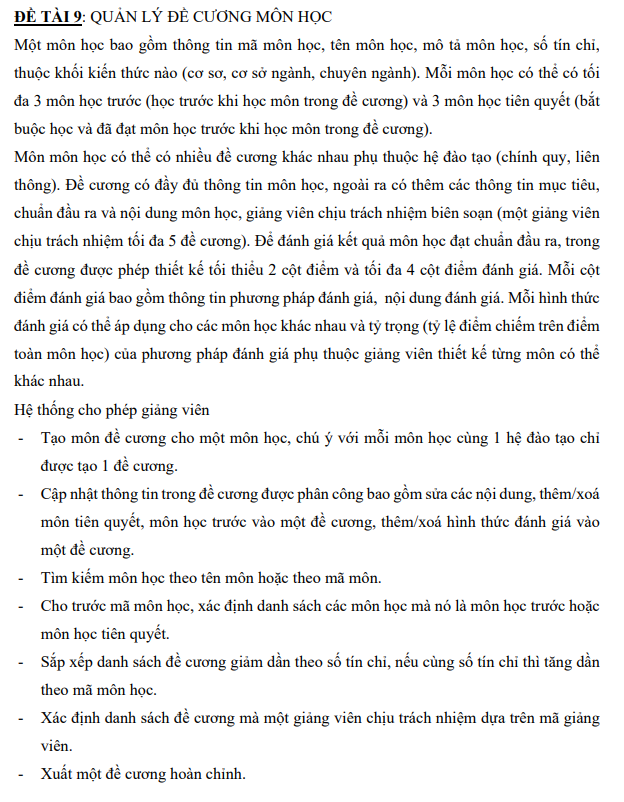 ĐỀ TÀI 9: QUẢN LÝ ĐỀ CƯƠNG MÔN HỌC
Một môn học bao gồm thông tin mã môn học, tên môn học, mô tả môn học, số tín chỉ,
thuộc khối kiến thức nào (cơ sơ, cơ sở ngành, chuyên ngành). Mỗi môn học có thể có tối
đa 3 môn học trước (học trước khi học môn trong đề cương) và 3 môn học tiên quyết (bắt
buộc học và đã đạt môn học trước khi học môn trong đề cương).
Môn môn học có thể có nhiều đề cương khác nhau phụ thuộc hệ đào tạo (chính quy, liên
thông). Đề cương có đầy đủ thông tin môn học, ngoài ra có thêm các thông tin mục tiêu,
chuẩn đầu ra và nội dung môn học, giảng viên chịu trách nhiệm biên soạn (một giảng viên
chịu trách nhiệm tối đa 5 đề cương). Để đánh giá kết quả môn học đạt chuẩn đầu ra, trong
đề cương được phép thiết kế tối thiểu 2 cột điểm và tối đa 4 cột điểm đánh giá. Mỗi cột
điểm đánh giá bao gồm thông tin phương pháp đánh giá, nội dung đánh giá. Mỗi hình thức
đánh giá có thể áp dụng cho các môn học khác nhau và tỷ trọng (tỷ lệ điểm chiếm trên điểm
toàn môn học) của phương pháp đánh giá phụ thuộc giảng viên thiết kế từng môn có thể
khác nhau.
Hệ thống cho phép giảng viên
- Tạo môn đề cương cho một môn học, chú ý với mỗi môn học cùng 1 hệ đào tạo chỉ
được tạo 1 đề cương.
- Cập nhật thông tin trong đề cương được phân công bao gồm sửa các nội dung, thêm/xoá
môn tiên quyết, môn học trước vào một đề cương, thêm/xoá hình thức đánh giá vào
một đề cương.
- Tìm kiếm môn học theo tên môn hoặc theo mã môn.
- Cho trước mã môn học, xác định danh sách các môn học mà nó là môn học trước hoặc
môn học tiên quyết.
- Sắp xếp danh sách đề cương giảm dần theo số tín chỉ, nếu cùng số tín chỉ thì tăng dần
theo mã môn học.
- Xác định danh sách đề cương mà một giảng viên chịu trách nhiệm dựa trên mã giảng
viên.
- Xuất một đề cương hoàn chỉnh.